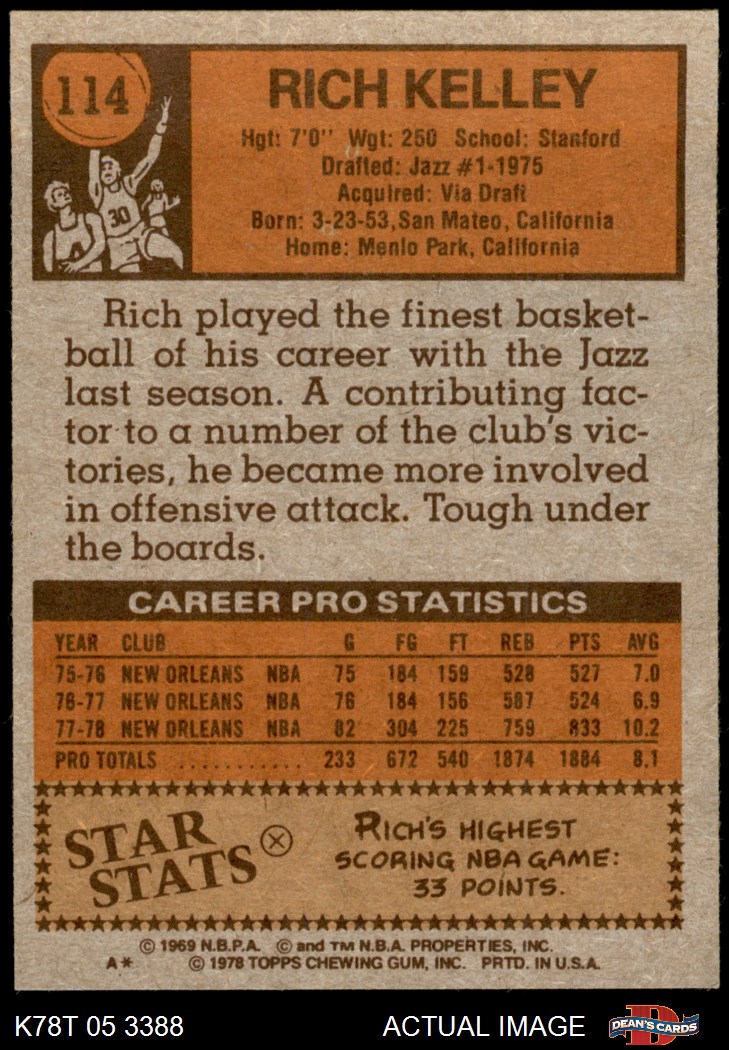 114
30
RICH KELLEY
Hgt: 7'0" Wgt: 250 School: Stanford
Drafted: Jazz #1-1975
Acquired: Via Draft
Born: 3-23-53, San Mateo, California
Home: Menlo Park, California
Rich played the finest basket-
ball of his career with the Jazz
last season. A contributing fac-
tor to a number of the club's vic-
tories, he became more involved
in offensive attack. Tough under
the boards.
CAREER PRO STATISTICS
YEAR CLUB G FG FT REB PTS AVG
75-76 NEW ORLEANS NBA 75 184 159 528 527 7.0
76-77 NEW ORLEANS NBA 76 184 156 587 524 6.9
77-78 NEW ORLEANS NBA 82 304 225 759 833 10.2
PRO TOTALS ........... 233 672 540 1874 1884 8.1
STAR
STATS
RICH'S HIGHEST
SCORING NBA GAME:
33 POINTS.
© 1969 N.B.P.A. © and TM N.B.A. PROPERTIES, INC.
A* © 1978 TOPPS CHEWING GUM, INC. PRTD. IN U.S.A.
K78T 05 3388 ACTUAL IMAGE DEAN'S CARDS